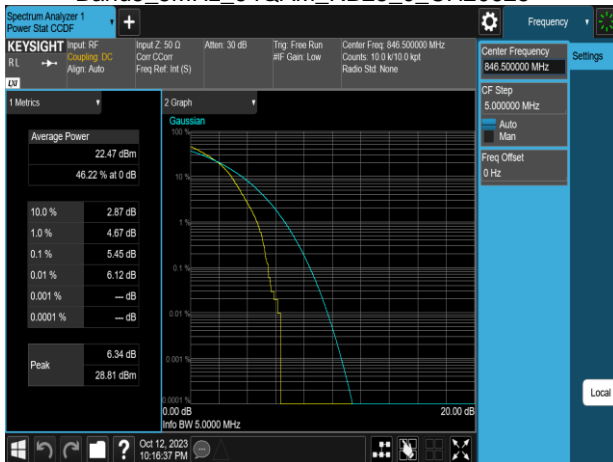 Spectrum Analyzer 1
Power Stat CCDF
Frequency
KEYSIGHT
RL
LXI
Input: RF
Coupling: DC
Align: Auto
Input Z: 50 Ω
Corr CCorr
Freq Ref: Int (S)
Atten: 30 dB
Trig: Free Run
#IF Gain: Low
Center Freq: 846.500000 MHz
Counts: 10.0 k/10.0 kpt
Radio Std: None
Center Frequency
846.500000 MHz
Settings
CF Step
5.000000 MHz
Auto
Man
Freq Offset
0 Hz
Local
1 Metrics
Average Power
22.47 dBm
46.22 % at 0 dB
10.0 % 2.87 dB
1.0 % 4.67 dB
0.1 % 5.45 dB
0.01 % 6.12 dB
0.001 % --- dB
0.0001 % --- dB
Peak 6.34 dB
28.81 dBm
2 Graph
Gaussian
100 %
10 %
1 %
0.1 %
0.01 %
0.001 %
0.0001 %
0.00 dB 20.00 dB
Info BW 5.0000 MHz
?
Oct 12, 2023
10:16:37 PM